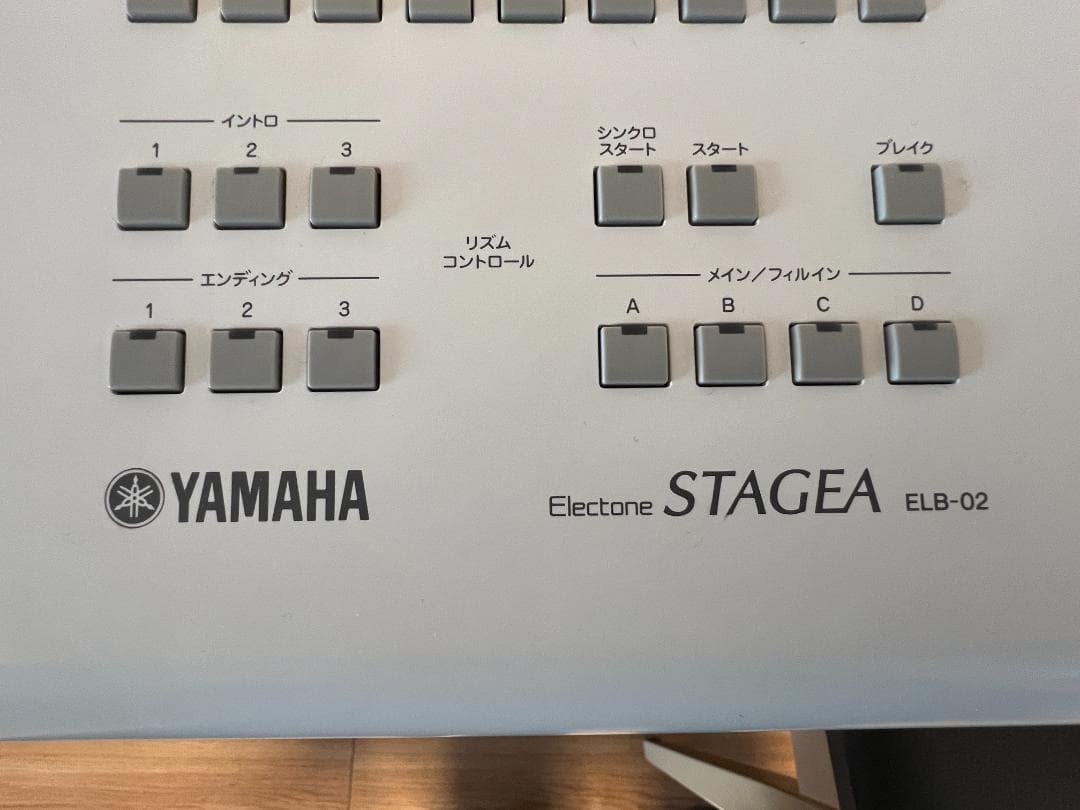 イントロ
1 2 3
シンクロ
スタート
スタート
ブレイク
リズム
コントロール
エンディング
1 2 3
メイン／フィルイン
A B C D
YAMAHA
Electone STAGEA ELB-02